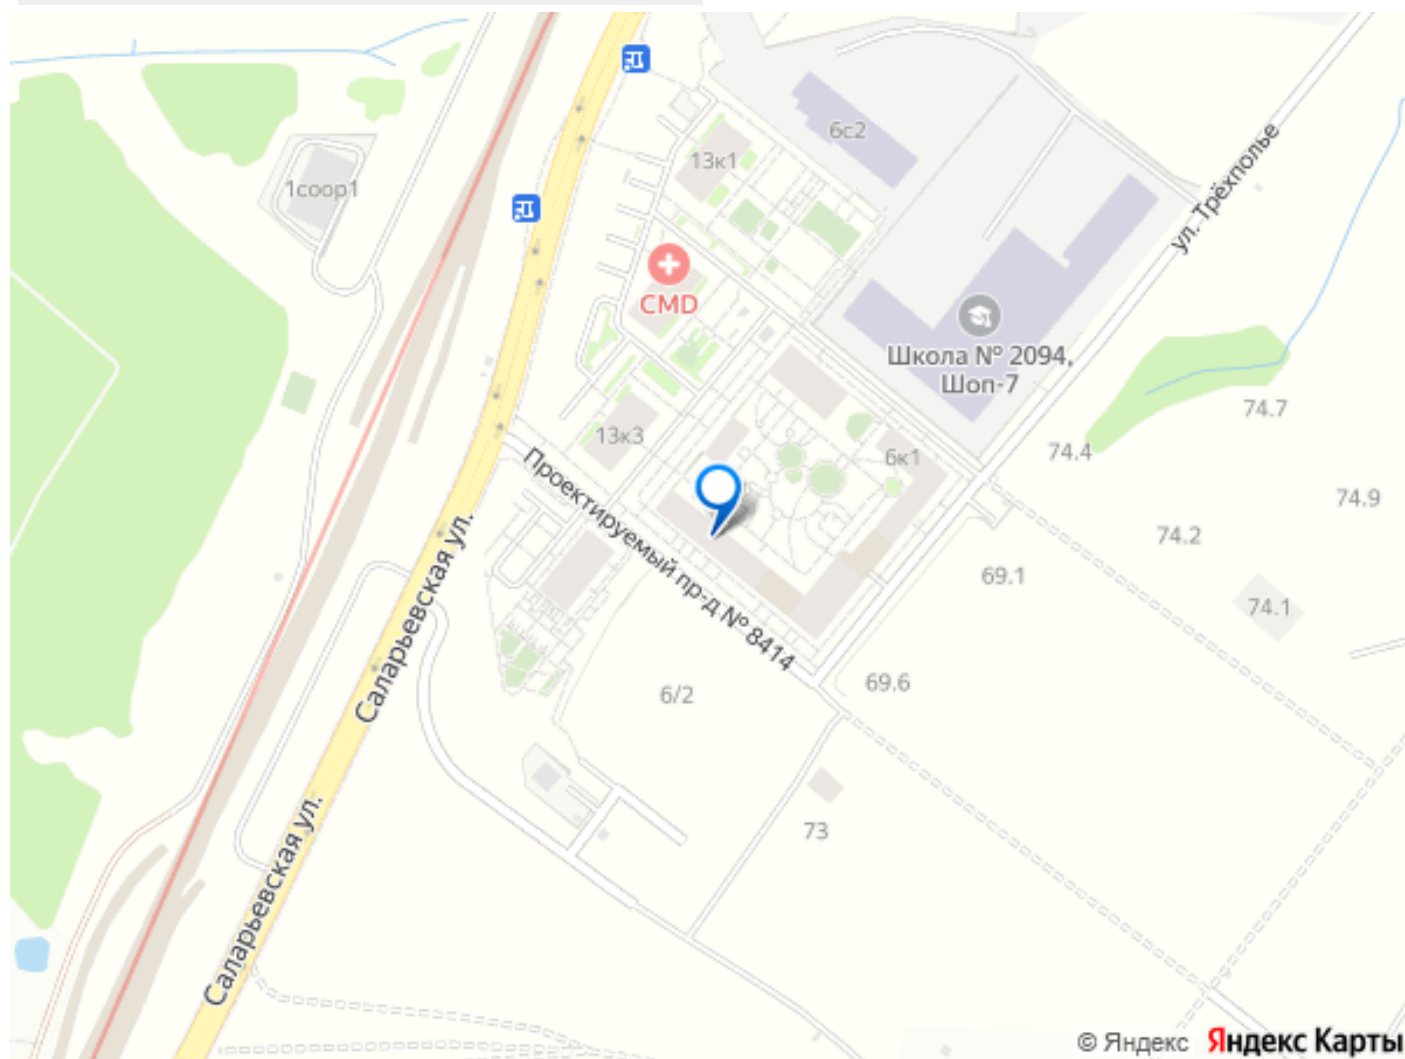 6с2
13к1
1соор1
ул. Трёхполье
CMD
Школа № 2094,
Шоп-7
74.7
13к3
6к1
74.4
74.9
Проектируемый пр-д № 8414
74.2
69.1
74.1
Саларьевская ул.
69.6
6/2
73
Саларьевская ул.
© Яндекс Яндекс Карты